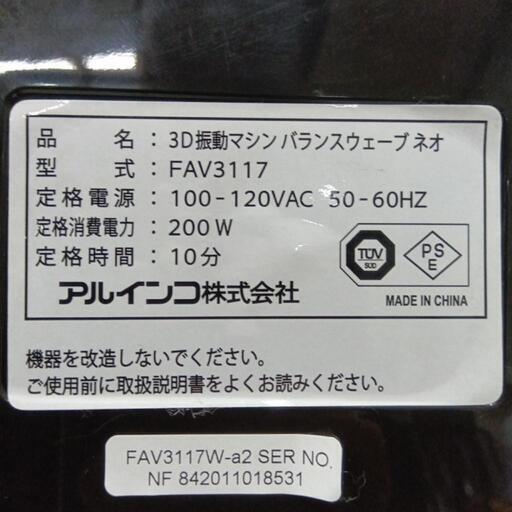 品 名 : 3D振動マシン バランスウェーブ ネオ
型 式 : FAV3117
定格電源 : 100-120VAC 50-60HZ
定格消費電力 : 200W
定格時間 : 10分
TÜV
SÜD
PS
E
アルインコ株式会社
MADE IN CHINA
機器を改造しないでください。
ご使用前に取扱説明書をよくお読みください。
FAV3117W-a2 SER NO.
NF 842011018531